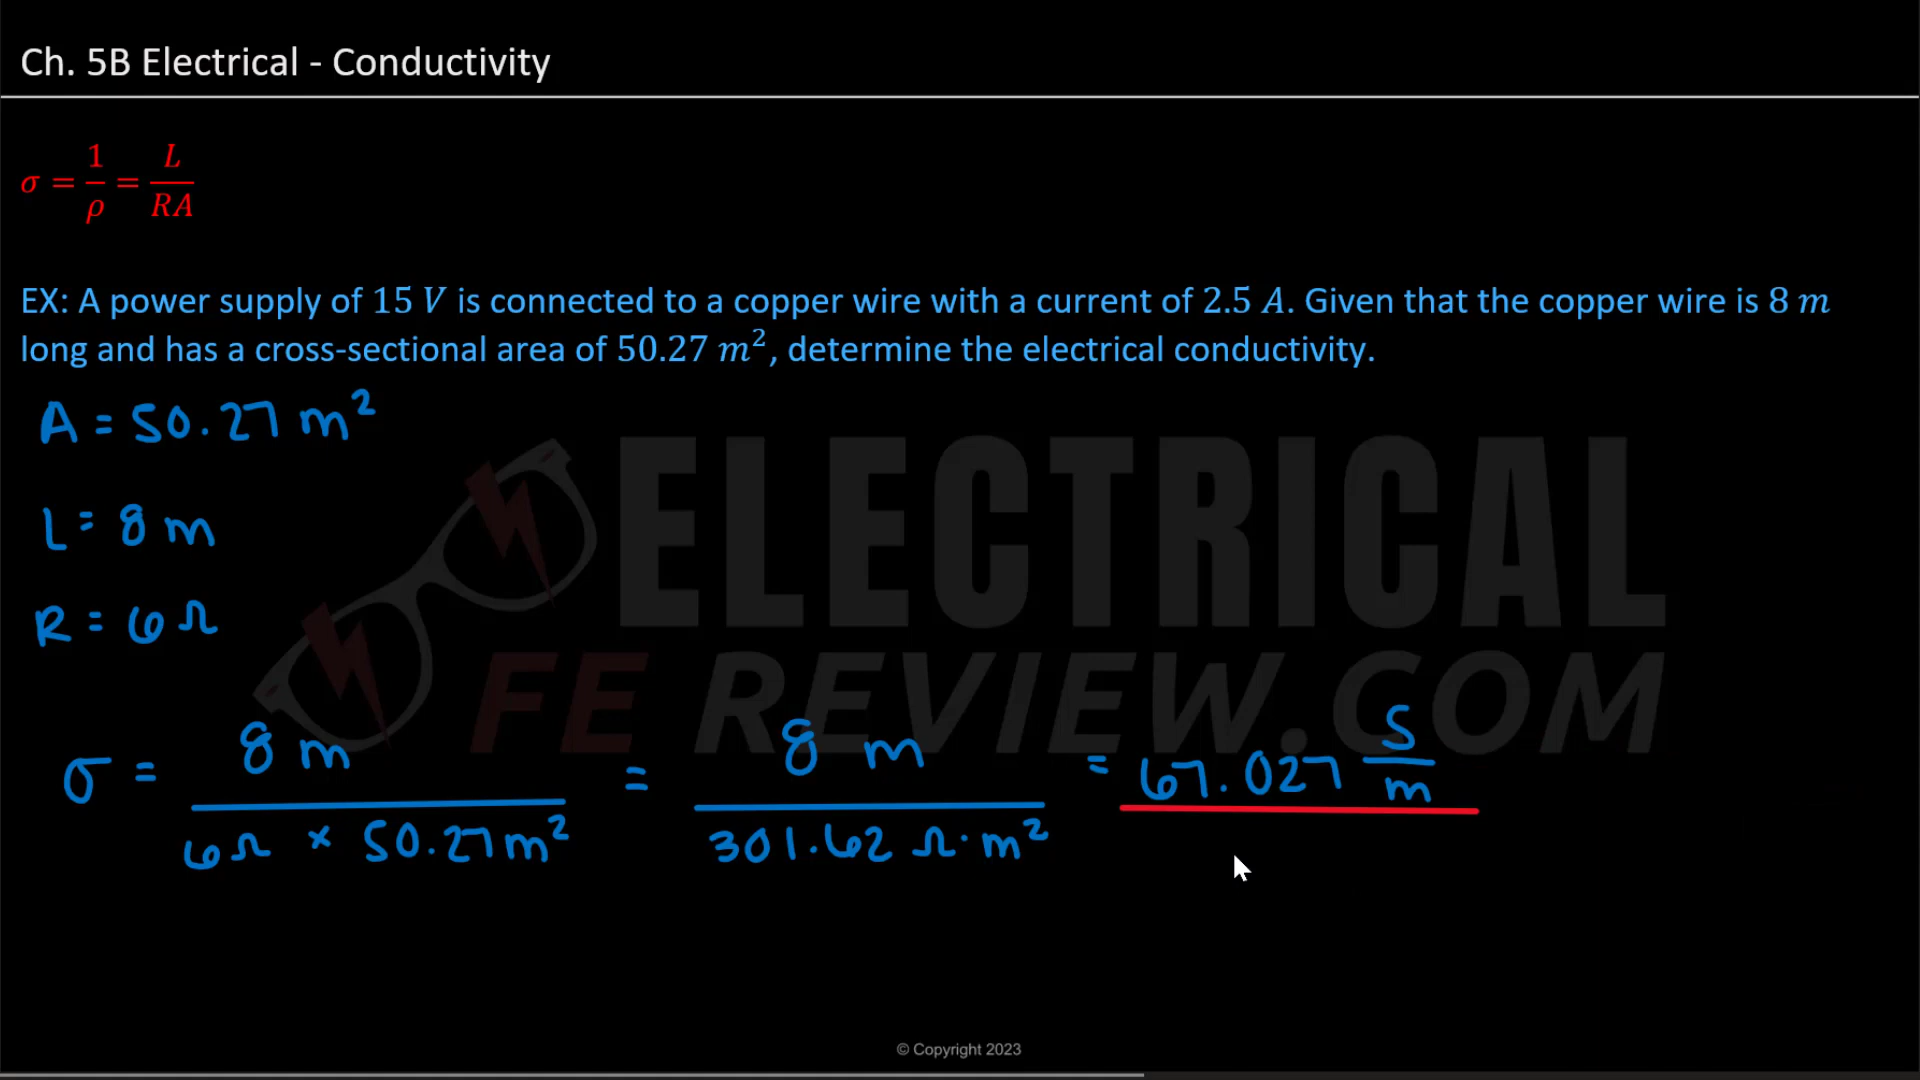 Ch. 5B Electrical - Conductivity
σ = 1/ρ = L/RA
EX: A power supply of 15 V is connected to a copper wire with a current of 2.5 A. Given that the copper wire is 8 m
long and has a cross-sectional area of 50.27 m², determine the electrical conductivity.
A = 50.27 m²
L = 8 m
R = 6 Ω
ELECTRICAL
FE REVIEW.COM
σ = 8 m / 6Ω × 50.27 m² = 8 m / 301.62 Ω·m² = 67.027 S/m
© Copyright 2023